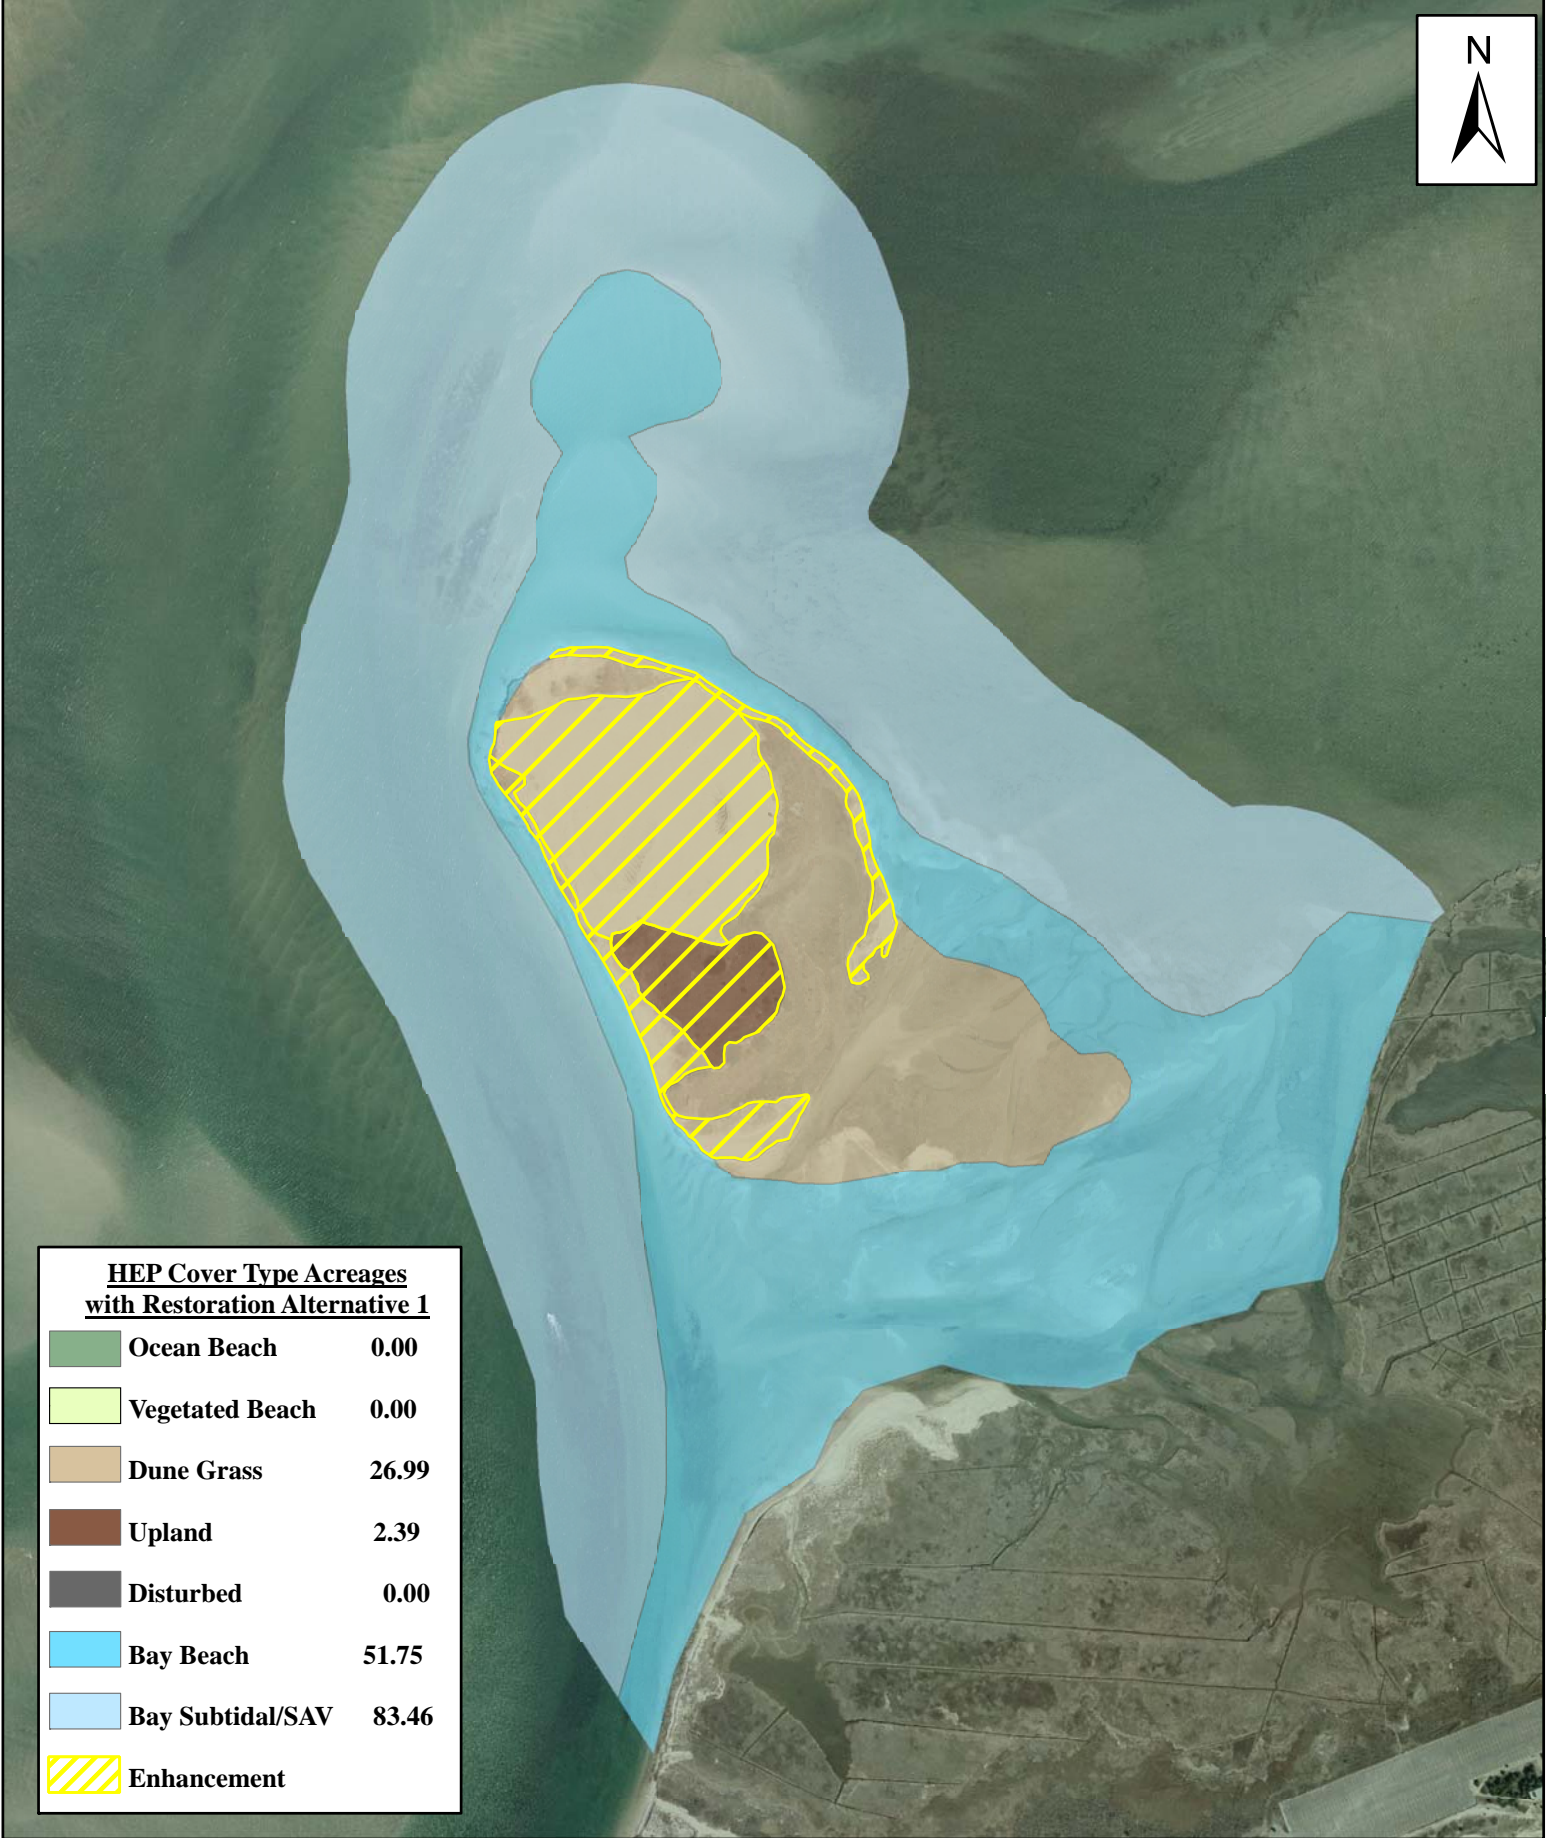 N
HEP Cover Type Acreages
with Restoration Alternative 1
Ocean Beach 0.00
Vegetated Beach 0.00
Dune Grass 26.99
Upland 2.39
Disturbed 0.00
Bay Beach 51.75
Bay Subtidal/SAV 83.46
Enhancement